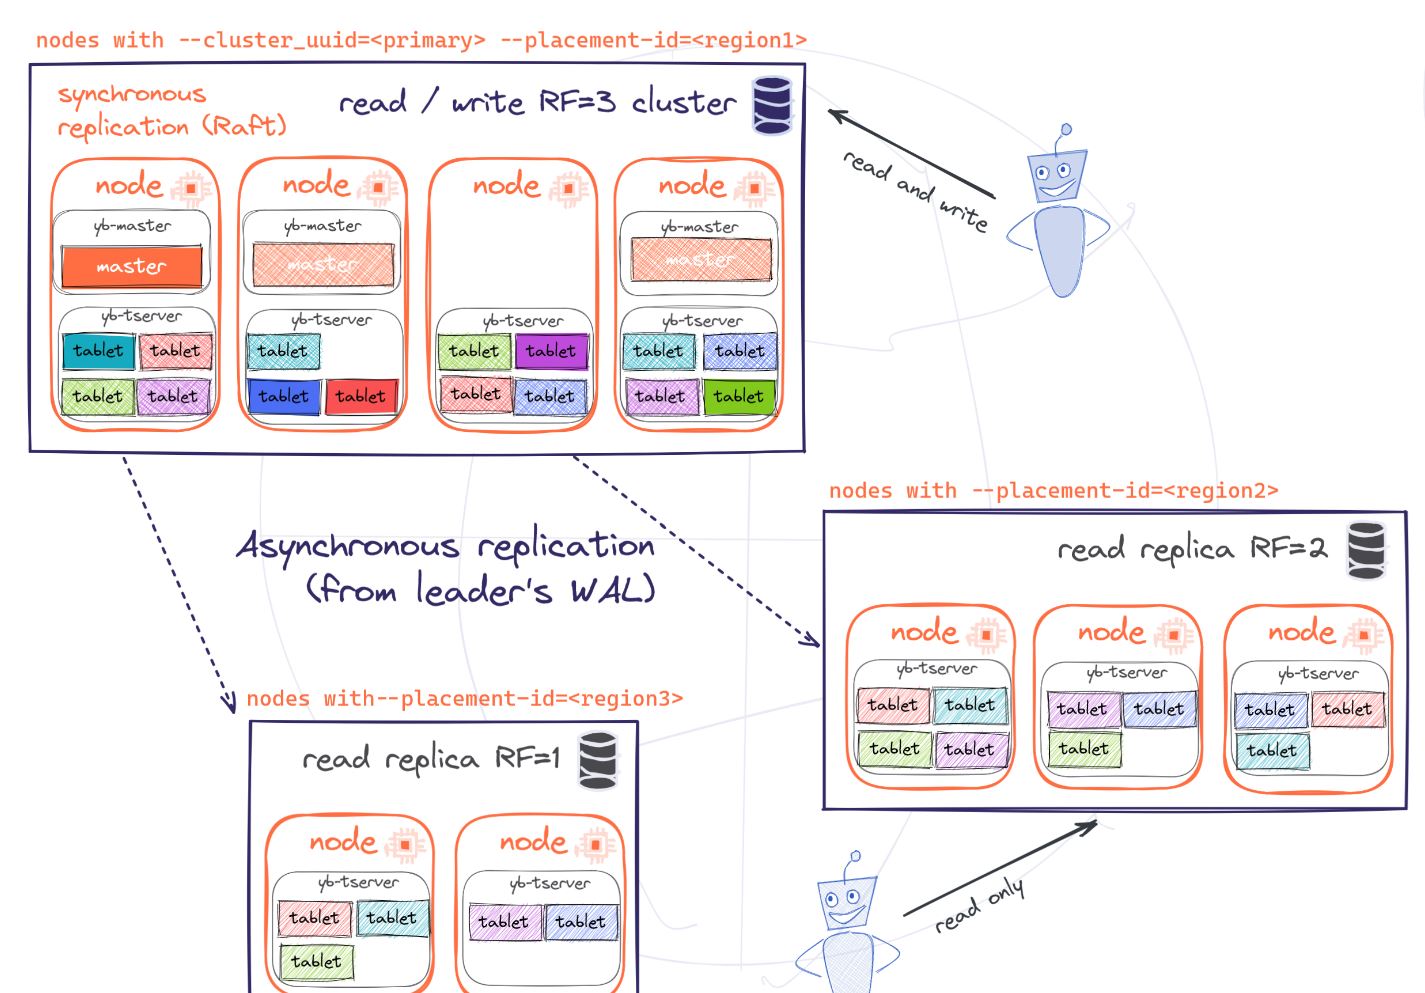 nodes with --cluster_uuid=<primary> --placement-id=<region1>
synchronous
replication (Raft)
read / write RF=3 cluster
node
yb-master
master
yb-tserver
tablet tablet
tablet tablet
node
yb-master
master
yb-tserver
tablet
tablet tablet
node
yb-tserver
tablet tablet
tablet tablet
node
yb-master
master
yb-tserver
tablet tablet
tablet tablet
read and write
Asynchronous replication
(from leader's WAL)
nodes with --placement-id=<region2>
read replica RF=2
node
yb-tserver
tablet tablet
tablet tablet
node
yb-tserver
tablet tablet
tablet
node
yb-tserver
tablet tablet
tablet
nodes with--placement-id=<region3>
read replica RF=1
node
yb-tserver
tablet tablet
tablet
node
yb-tserver
tablet tablet
read only